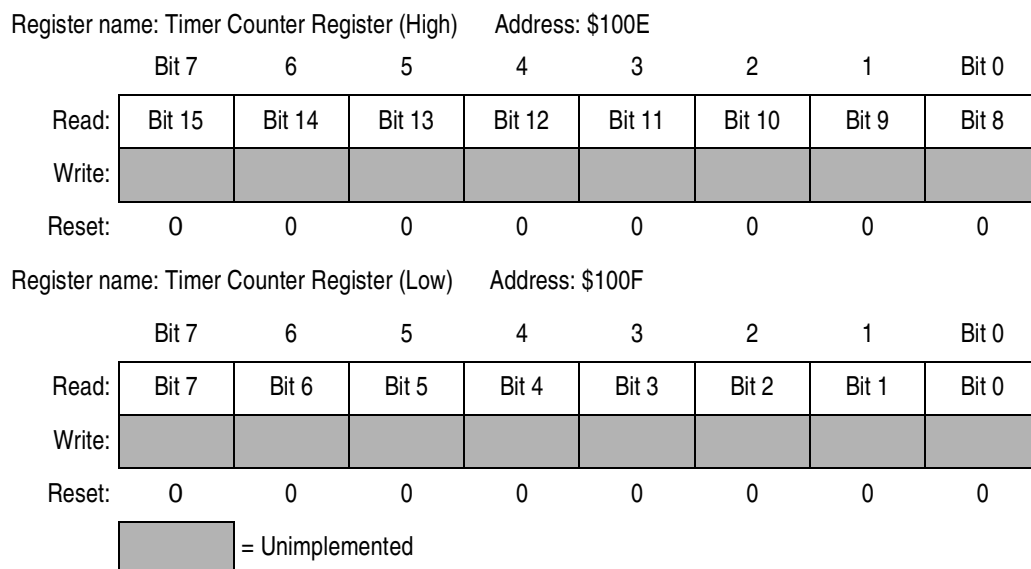 Register name: Timer Counter Register (High) Address: $100E
Bit 7 6 5 4 3 2 1 Bit 0
Read: Bit 15 Bit 14 Bit 13 Bit 12 Bit 11 Bit 10 Bit 9 Bit 8
Write:
Reset: 0 0 0 0 0 0 0 0
Register name: Timer Counter Register (Low) Address: $100F
Bit 7 6 5 4 3 2 1 Bit 0
Read: Bit 7 Bit 6 Bit 5 Bit 4 Bit 3 Bit 2 Bit 1 Bit 0
Write:
Reset: 0 0 0 0 0 0 0 0
= Unimplemented